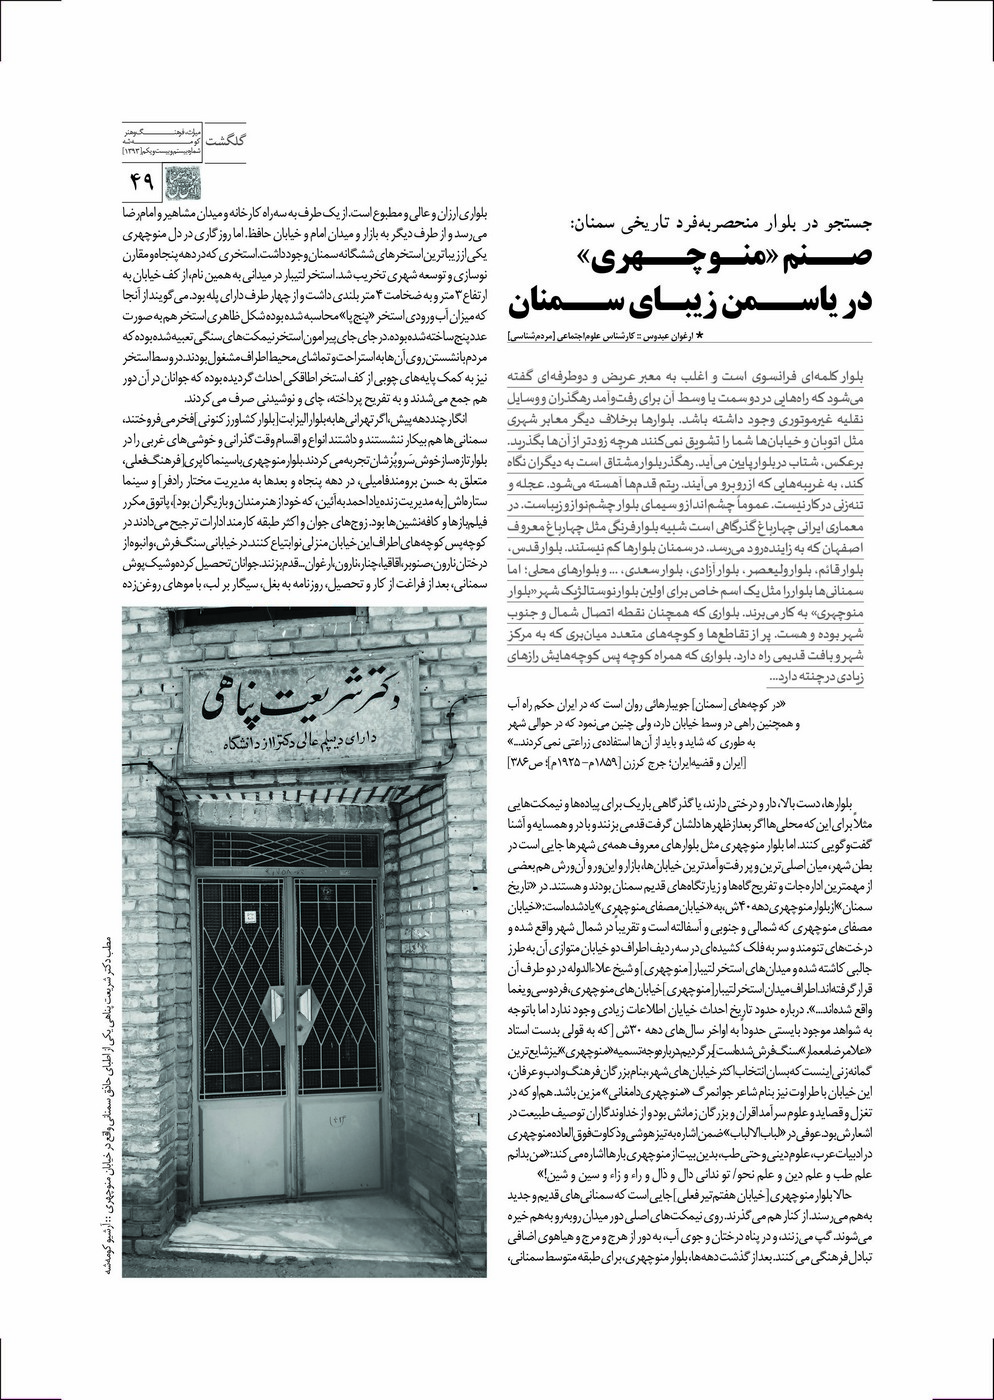 گلگشت
میراث، فرهنگ و هنر
کومه‌شه
شماره بیستم و بیست و یکم [۱۳۹۳]
۴۹
جستجو در بلوار منحصربه‌فرد تاریخی سمنان:
صنم «منوچهری»
در یاسمن زیبای سمنان
* ارغوان عبدوس :: کارشناس علوم اجتماعی [مردم‌شناسی]
بلوار کلمه‌ای فرانسوی است و اغلب به معبر عریض و دوطرفه‌ای گفته
می‌شود که راه‌هایی در دو سمت یا وسط آن برای رفت‌وآمد رهگذران و وسایل
نقلیه غیرموتوری وجود داشته باشد. بلوارها برخلاف دیگر معابر شهری
مثل اتوبان و خیابان‌ها شما را تشویق نمی‌کنند هرچه زودتر از آن‌ها بگذرید.
برعکس، شتاب در بلوار پایین می‌آید. رهگذر بلوار مشتاق است به دیگران نگاه
کند، به غریبه‌هایی که از روبرو می‌آیند. ریتم قدم‌ها آهسته می‌شود. عجله و
تنه‌زنی در کار نیست. عموماً چشم‌انداز و سیمای بلوار چشم‌نواز و زیباست. در
معماری ایرانی چهارباغ گذرگاهی است شبیه بلوار فرنگی مثل چهارباغ معروف
اصفهان که به زاینده‌رود می‌رسد. در سمنان بلوارها کم نیستند. بلوار قدس،
بلوار قائم، بلوار ولیعصر، بلوار آزادی، بلوار سعدی، ... و بلوارهای محلی؛ اما
سمنانی‌ها بلوار را مثل یک اسم خاص برای اولین بلوار نوستالژیک شهر «بلوار
منوچهری» به کار می‌برند. بلواری که همچنان نقطه اتصال شمال و جنوب
شهر بوده و هست. پر از تقاطع‌ها و کوچه‌های متعدد میان‌بری که به مرکز
شهر و بافت قدیمی راه دارد. بلواری که همراه کوچه پس کوچه‌هایش رازهای
زیادی در چنته دارد...
«در کوچه‌های [سمنان] جویبارهائی روان است که در ایران حکم راه آب
و همچنین راهی در وسط خیابان دارد، ولی چنین می‌نمود که در حوالی شهر
به طوری که شاید و باید از آن‌ها استفاده‌ی زراعتی نمی‌کردند...»
[ایران و قضیه‌ایران؛ جرج کرزن [۱۸۵۹م–۱۹۲۵م]؛ ص۳۸۶]
بلوارها، دست بالا، دار و درختی دارند، یا گذرگاهی باریک برای پیاده‌ها و نیمکت‌هایی
مثلاً برای این که محلی‌ها اگر بعدازظهرها دلشان گرفت قدمی بزنند و با در و همسایه و آشنا
گفت‌وگویی کنند. اما بلوار منوچهری مثل بلوارهای معروف همه‌ی شهرها جایی است در
بطن شهر، میان اصلی‌ترین و پر رفت‌وآمدترین خیابان‌ها، بازار و این‌ور و آن‌ورش هم بعضی
از مهمترین اداره‌جات و تفریح‌گاه‌ها و زیارتگاه‌های قدیم سمنان بودند و هستند. در «تاریخ
سمنان» از بلوار منوچهری دهه ۴۰ش، به «خیابان مصفای منوچهری» یاد شده است: «خیابان
مصفای منوچهری که شمالی و جنوبی و آسفالته است و تقریباً در شمال شهر واقع شده و
درخت‌های تنومند و سر به فلک کشیده‌ای در سه ردیف اطراف دو خیابان متوازی آن به طرز
جالبی کاشته شده و میدان‌های استخر لتیبار [منوچهری] و شیخ علاءالدوله در دو طرف آن
قرار گرفته‌اند. اطراف میدان استخر لتیبار [منوچهری] خیابان‌های منوچهری، فردوسی و یغما
واقع شده‌اند...». درباره حدود تاریخ احداث خیابان اطلاعات زیادی وجود ندارد اما باتوجه
به شواهد موجود بایستی حدوداً به اواخر سال‌های دهه ۳۰ش [که به قولی بدست استاد
«غلامرضا معمار» سنگ‌فرش شده است] برگردیم. درباره وجه تسمیه «منوچهری» نیز شایع‌ترین
گمانه‌زنی اینست که بسان انتخاب اکثر خیابان‌های شهر، بنام بزرگان فرهنگ و ادب و عرفان،
این خیابان باطراوت نیز بنام شاعر جوانمرگ «منوچهری دامغانی» مزین باشد. هم او که در
تغزل و قصاید و علوم سرآمد اقران و بزرگان زمانش بود و از خداوندگاران توصیف طبیعت در
اشعارش بود. عوفی در «لباب‌الالباب» ضمن اشاره به تیزهوشی و ذکاوت فوق‌العاده منوچهری
در ادبیات عرب، علوم دینی و حتی طب، بدین بیت از منوچهری بارها اشاره می‌کند: «من بدانم
علم طب و علم دین و علم نحو/ تو ندانی دال و ذال و راء و زاء و سین و شین!»
حالا بلوار منوچهری [خیابان هفتم‌تیر فعلی] جایی است که سمنانی‌های قدیم و جدید
به‌هم می‌رسند. از کنار هم می‌گذرند. روی نیمکت‌های اصلی دور میدان روبه‌رو به‌هم خیره
می‌شوند. گپ می‌زنند، و در پناه درختان و جوی آب، به دور از هرج و مرج و هیاهوی اضافی
تبادل فرهنگی می‌کنند. بعد از گذشت دهه‌ها، بلوار منوچهری، برای طبقه متوسط سمنانی،
بلواری ارزان و عالی و مطبوع است. از یک طرف به سه‌راه کارخانه و میدان مشاهیر و امام رضا
می‌رسد و از طرف دیگر به بازار و میدان امام و خیابان حافظ. اما روزگاری در دل منوچهری
یکی از زیباترین استخرهای ششگانه سمنان وجود داشت. استخری که در دهه پنجاه و مقارن
نوسازی و توسعه شهری تخریب شد. استخر لتیبار در میدانی به همین نام، از کف خیابان به
ارتفاع ۳ متر و به ضخامت ۴ متر بلندی داشت و از چهار طرف دارای پله بود. می‌گویند از آنجا
که میزان آب ورودی استخر «پنج پا» محاسبه شده بوده شکل ظاهری استخر هم به صورت
عدد پنج ساخته شده بوده. در جای جای پیرامون استخر نیمکت‌های سنگی تعبیه شده بوده که
مردم با نشستن روی آن‌ها به استراحت و تماشای محیط اطراف مشغول بودند. در وسط استخر
نیز به کمک پایه‌های چوبی از کف استخر اطاقکی احداث گردیده بوده که جوانان در آن دور
هم جمع می‌شدند و به تفریح پرداخته، چای و نوشیدنی صرف می‌کردند.
انگار چند دهه پیش، اگر تهرانی ها به بلوار الیزابت [بلوار کشاورز کنونی] فخر می‌فروختند،
سمنانی‌ها هم بیکار ننشستند و داشتند انواع و اقسام وقت‌گذرانی و خوشی‌های غربی را در
بلوار تازه ساز خوش سَر و پُزشان تجربه می کردند. بلوار منوچهری با سینما کاپری [فرهنگ فعلی،
متعلق به حسن برومندفامیلی، در دهه پنجاه و بعدها به مدیریت مختار رادفر] و سینما
ستاره‌اش [به مدیریت زنده‌یاد احمد به‌آئین، که خود از هنرمندان و بازیگران بود]، پاتوق مکرر
فیلم‌بازها و کافه‌نشین‌ها بود. زوج‌های جوان و اکثر طبقه کارمند ادارات ترجیح می‌دادند در
کوچه پس کوچه‌های اطراف این خیابان منزلی نو ابتیاع کنند. در خیابانی سنگ‌فرش، و انبوه از
درختان نارون، صنوبر، اقاقیا، چنار، نارون، ارغوان ... قدم بزنند. جوانان تحصیل کرده و شیک‌پوش
سمنانی، بعد از فراغت از کار و تحصیل، روزنامه به بغل، سیگار بر لب، با موهای روغن‌زده
دکتر شریعت پناهی
دارای دیپلم عالی دکترا از دانشگاه
مطب دکتر شریعت پناهی یکی از اطبای حاذق سمنانی واقع در خیابان منوچهری :: آرشیو کومه‌شه